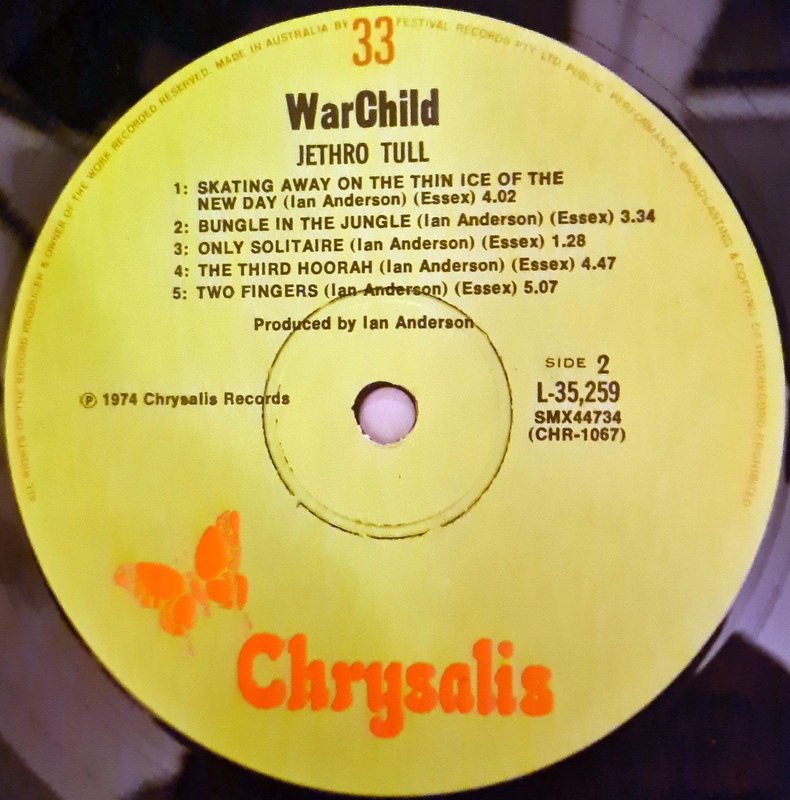 ALL RIGHTS OF THE RECORD PRODUCER & OWNER OF THE WORK RECORDED RESERVED. MADE IN AUSTRALIA BY FESTIVAL RECORDS PTY. LTD. PUBLIC PERFORMANCE, BROADCASTING & COPYING OF THIS RECORD PROHIBITED
33
WarChild
JETHRO TULL
1: SKATING AWAY ON THE THIN ICE OF THE
NEW DAY (Ian Anderson) (Essex) 4.02
2: BUNGLE IN THE JUNGLE (Ian Anderson) (Essex) 3.34
3: ONLY SOLITAIRE (Ian Anderson) (Essex) 1.28
4: THE THIRD HOORAH (Ian Anderson) (Essex) 4.47
5: TWO FINGERS (Ian Anderson) (Essex) 5.07
Produced by Ian Anderson
SIDE 2
L-35,259
SMX44734
(CHR-1067)
℗ 1974 Chrysalis Records
Chrysalis